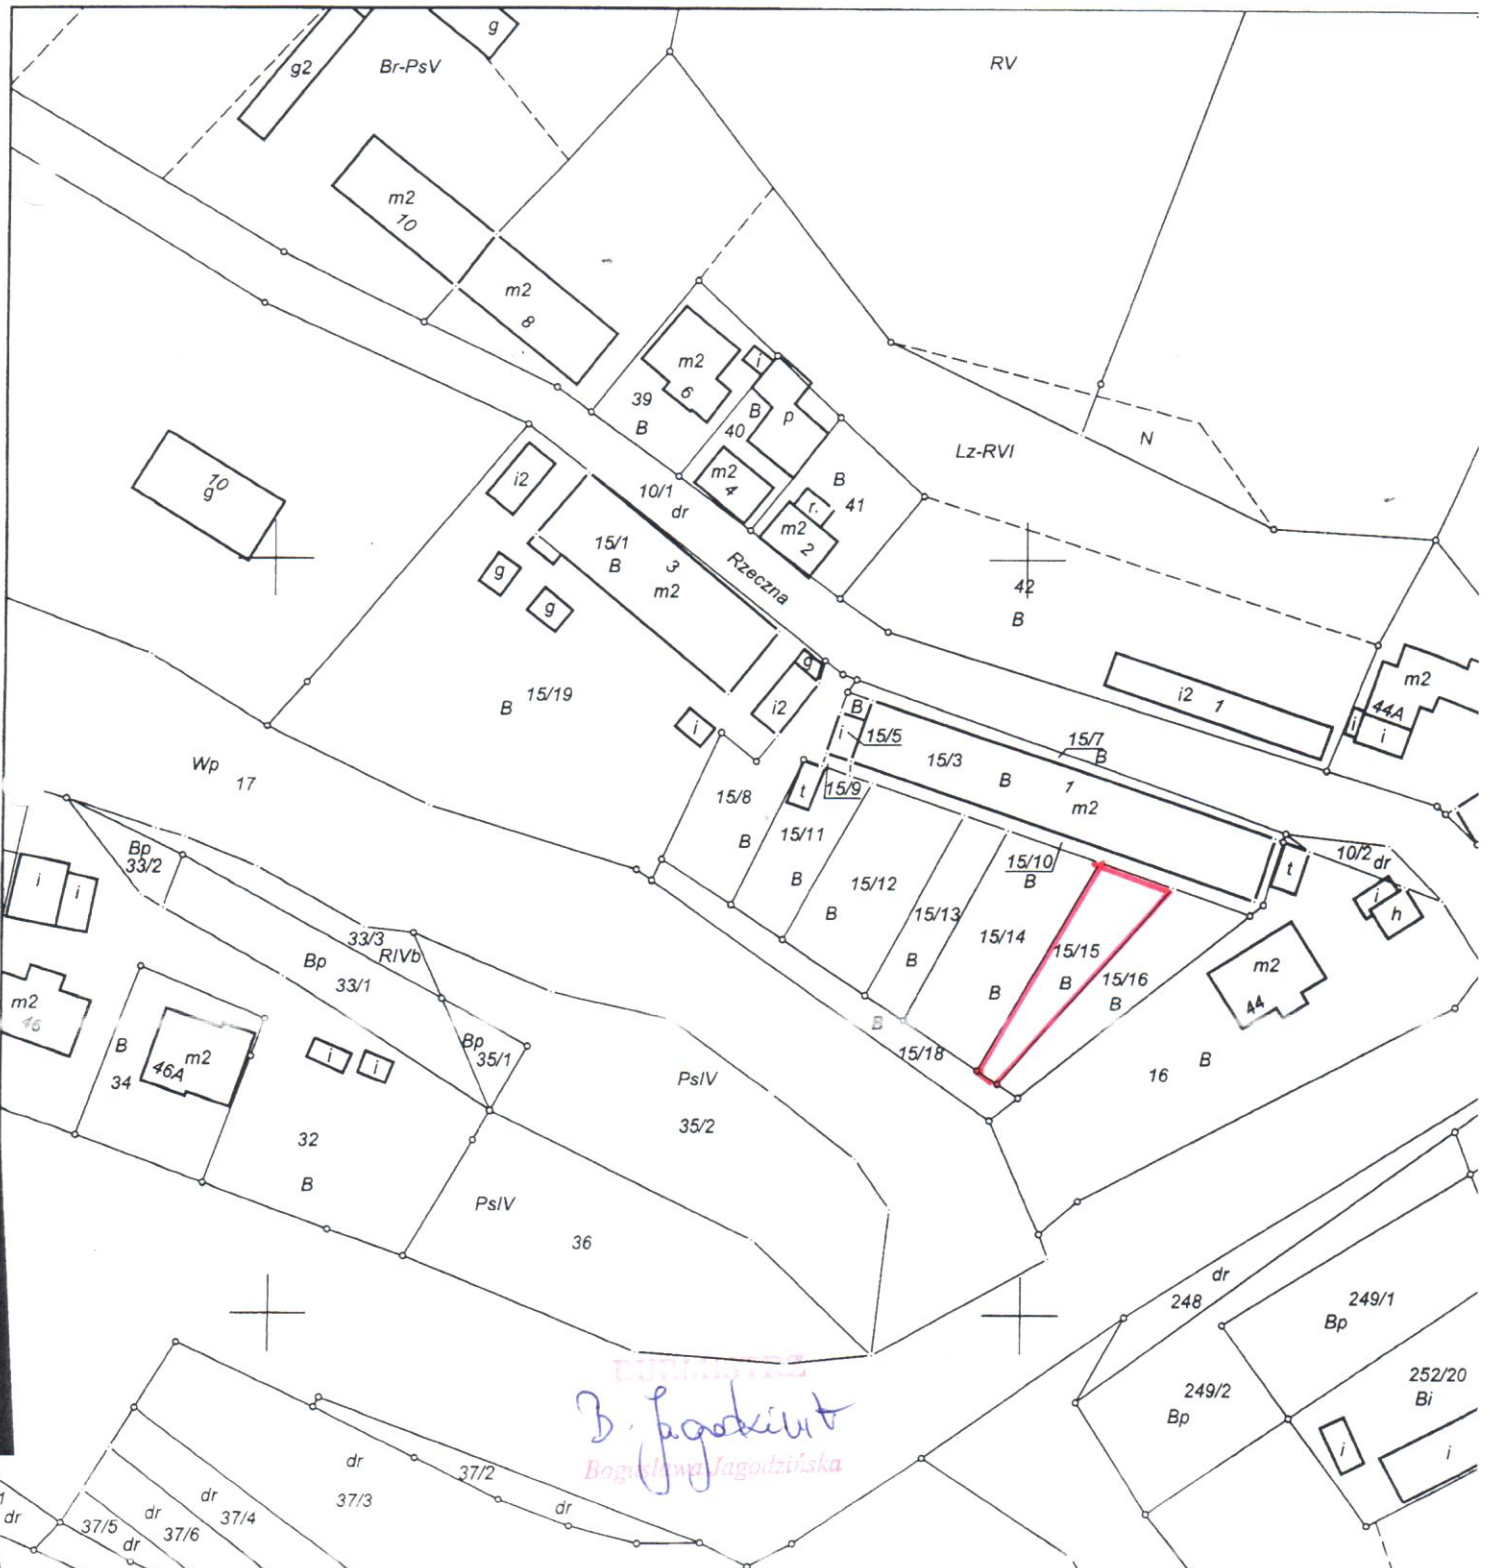 g
g2
Br-PsV
RV
m2
10
m2
8
m2
6
i
39
B
B
40
p
m2
4
B
41
r.
m2
2
Lz-RVI
N
10
g
i2
10/1
dr
15/1
B
3
m2
Rzeczna
g
g
42
B
g
i2
i2
1
m2
44A
i
i
15/19
B
i
B
i
15/5
15/3
B
1
m2
15/7
B
Wp
17
15/8
B
t
15/9
15/11
B
15/12
B
15/13
B
15/10
B
15/14
B
15/15
B
15/16
B
t
10/2
dr
i
h
m2
44
Bp
33/2
i
i
33/3
RIVb
Bp
33/1
m2
46
B
34
m2
46A
i
i
Bp
35/1
B
15/18
16
B
PsIV
35/2
32
B
PsIV
36
dr
248
249/1
Bp
252/20
Bi
249/2
Bp
i
i
BURMISTRZ
B. Jagodzińska
Bogusława Jagodzińska
dr
37/3
37/2
dr
dr
37/4
dr
37/6
37/5
dr
1
dr